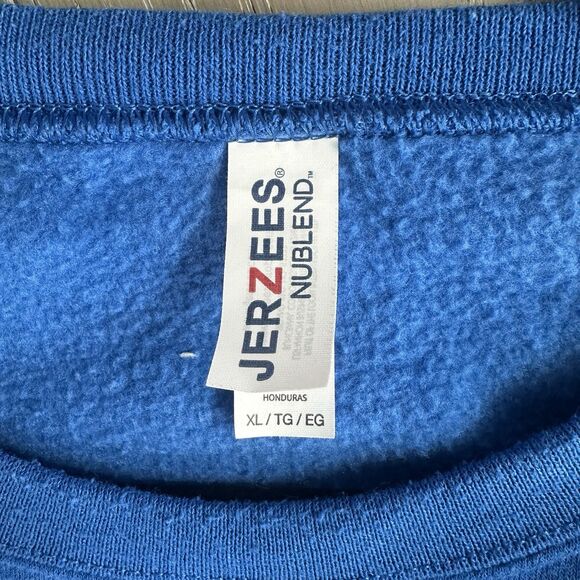 JERZEES®
NUBLEND™
HONDURAS
XL / TG / EG